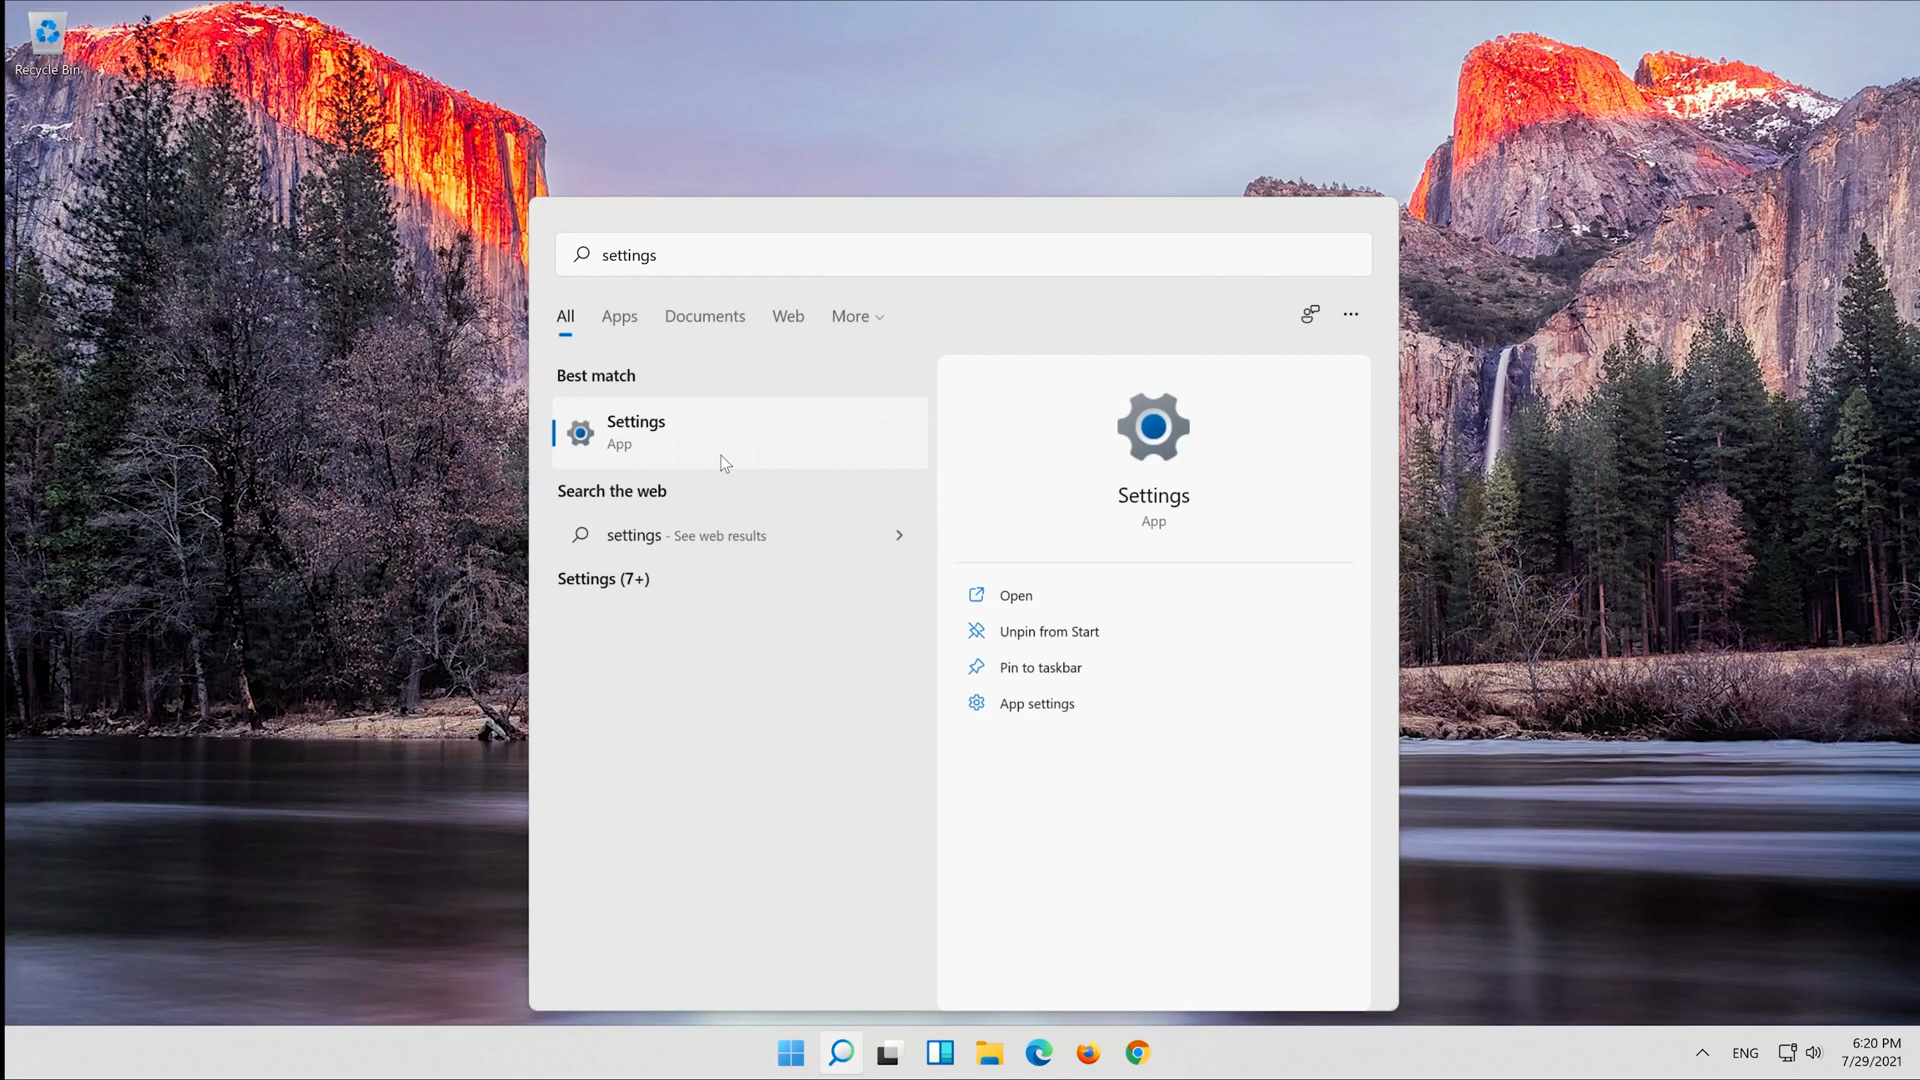 Recycle Bin
settings
All Apps Documents Web More
Best match
Settings
App
Search the web
settings - See web results
Settings (7+)
Settings
App
Open
Unpin from Start
Pin to taskbar
App settings
ENG
6:20 PM
7/29/2021